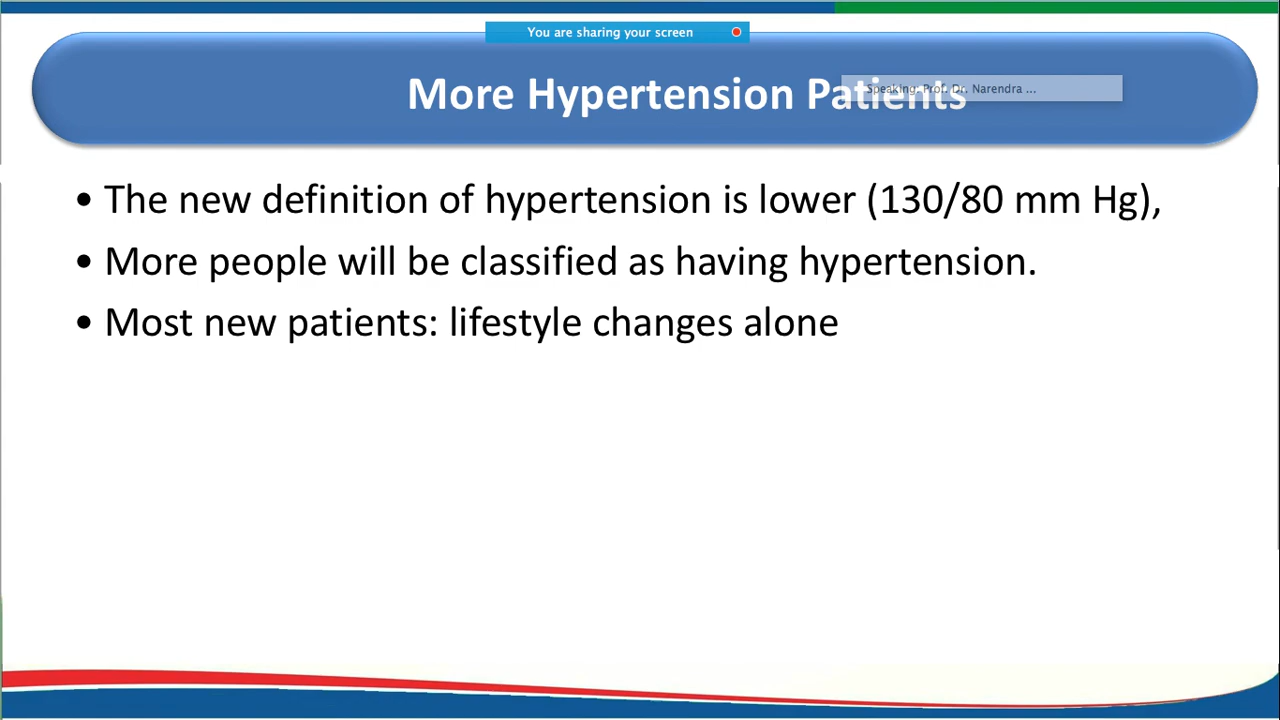 You are sharing your screen
More Hypertension Patients
Speaking: Prof. Dr. Narendra ...
• The new definition of hypertension is lower (130/80 mm Hg),
• More people will be classified as having hypertension.
• Most new patients: lifestyle changes alone